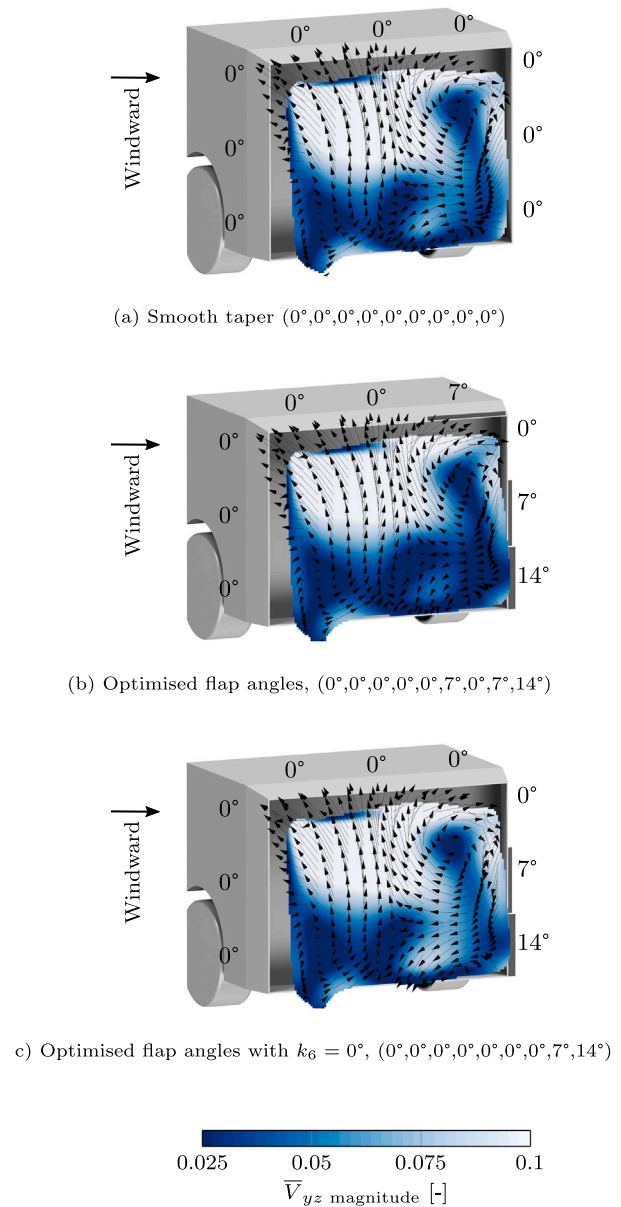 0° 0° 0°
0° 0°
Windward
0° 0°
0° 0°
(a) Smooth taper (0°,0°,0°,0°,0°,0°,0°,0°,0°)
0° 0° 7°
0° 0°
Windward
0° 7°
0° 14°
(b) Optimised flap angles, (0°,0°,0°,0°,0°,7°,0°,7°,14°)
0° 0° 0°
0° 0°
Windward
0° 7°
0° 14°
c) Optimised flap angles with k₆ = 0°, (0°,0°,0°,0°,0°,0°,0°,7°,14°)
0.025 0.05 0.075 0.1
V̅yz magnitude [-]